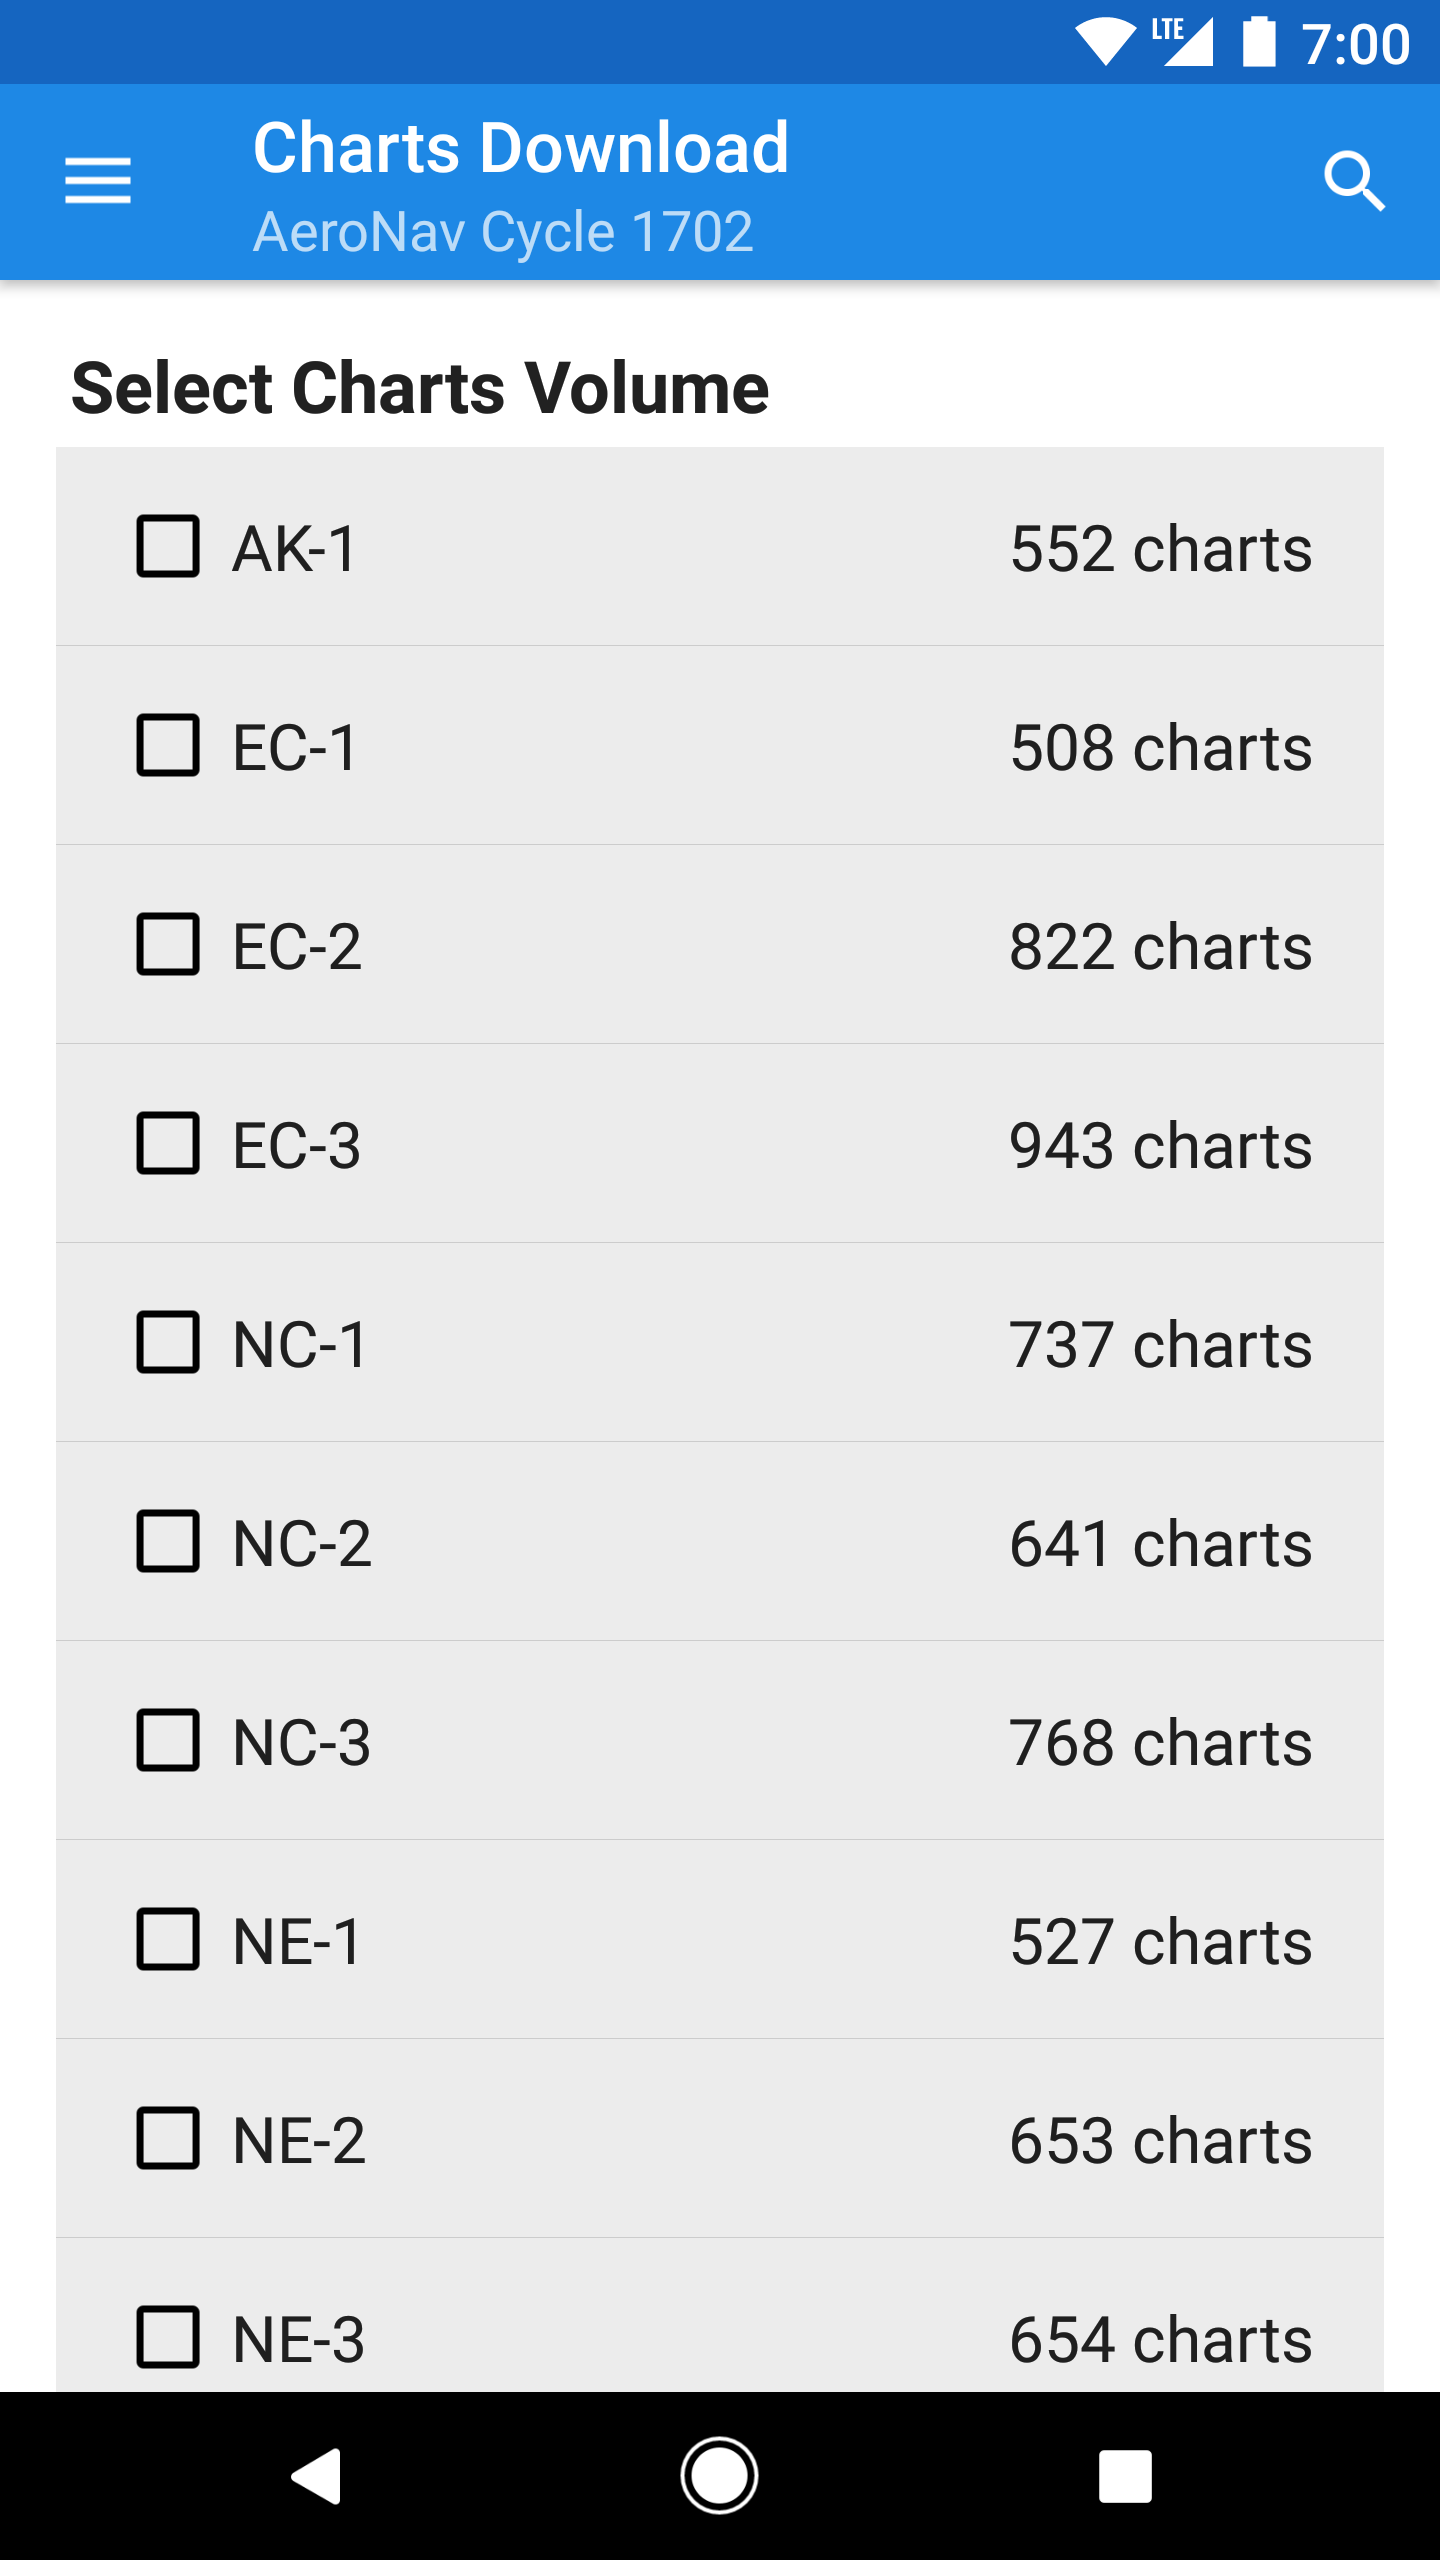 LTE 7:00
Charts Download
AeroNav Cycle 1702
Select Charts Volume
AK-1 552 charts
EC-1 508 charts
EC-2 822 charts
EC-3 943 charts
NC-1 737 charts
NC-2 641 charts
NC-3 768 charts
NE-1 527 charts
NE-2 653 charts
NE-3 654 charts